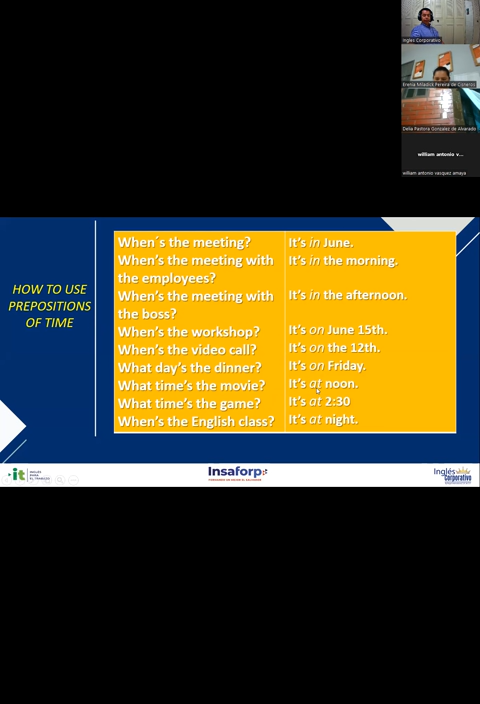 Inglés Corporativo
Erenia Miladick Pereira de Cisneros
Delia Pastora Gonzalez de Alvarado
william antonio v...
william antonio vasquez amaya
HOW TO USE
PREPOSITIONS
OF TIME
When´s the meeting? It's in June.
When's the meeting with It's in the morning.
the employees?
When's the meeting with It's in the afternoon.
the boss?
When's the workshop? It's on June 15th.
When's the video call? It's on the 12th.
What day's the dinner? It's on Friday.
What time's the movie? It's at noon.
What time's the game? It's at 2:30
When's the English class? It's at night.
it
Insaforp
Inglés
corporativo